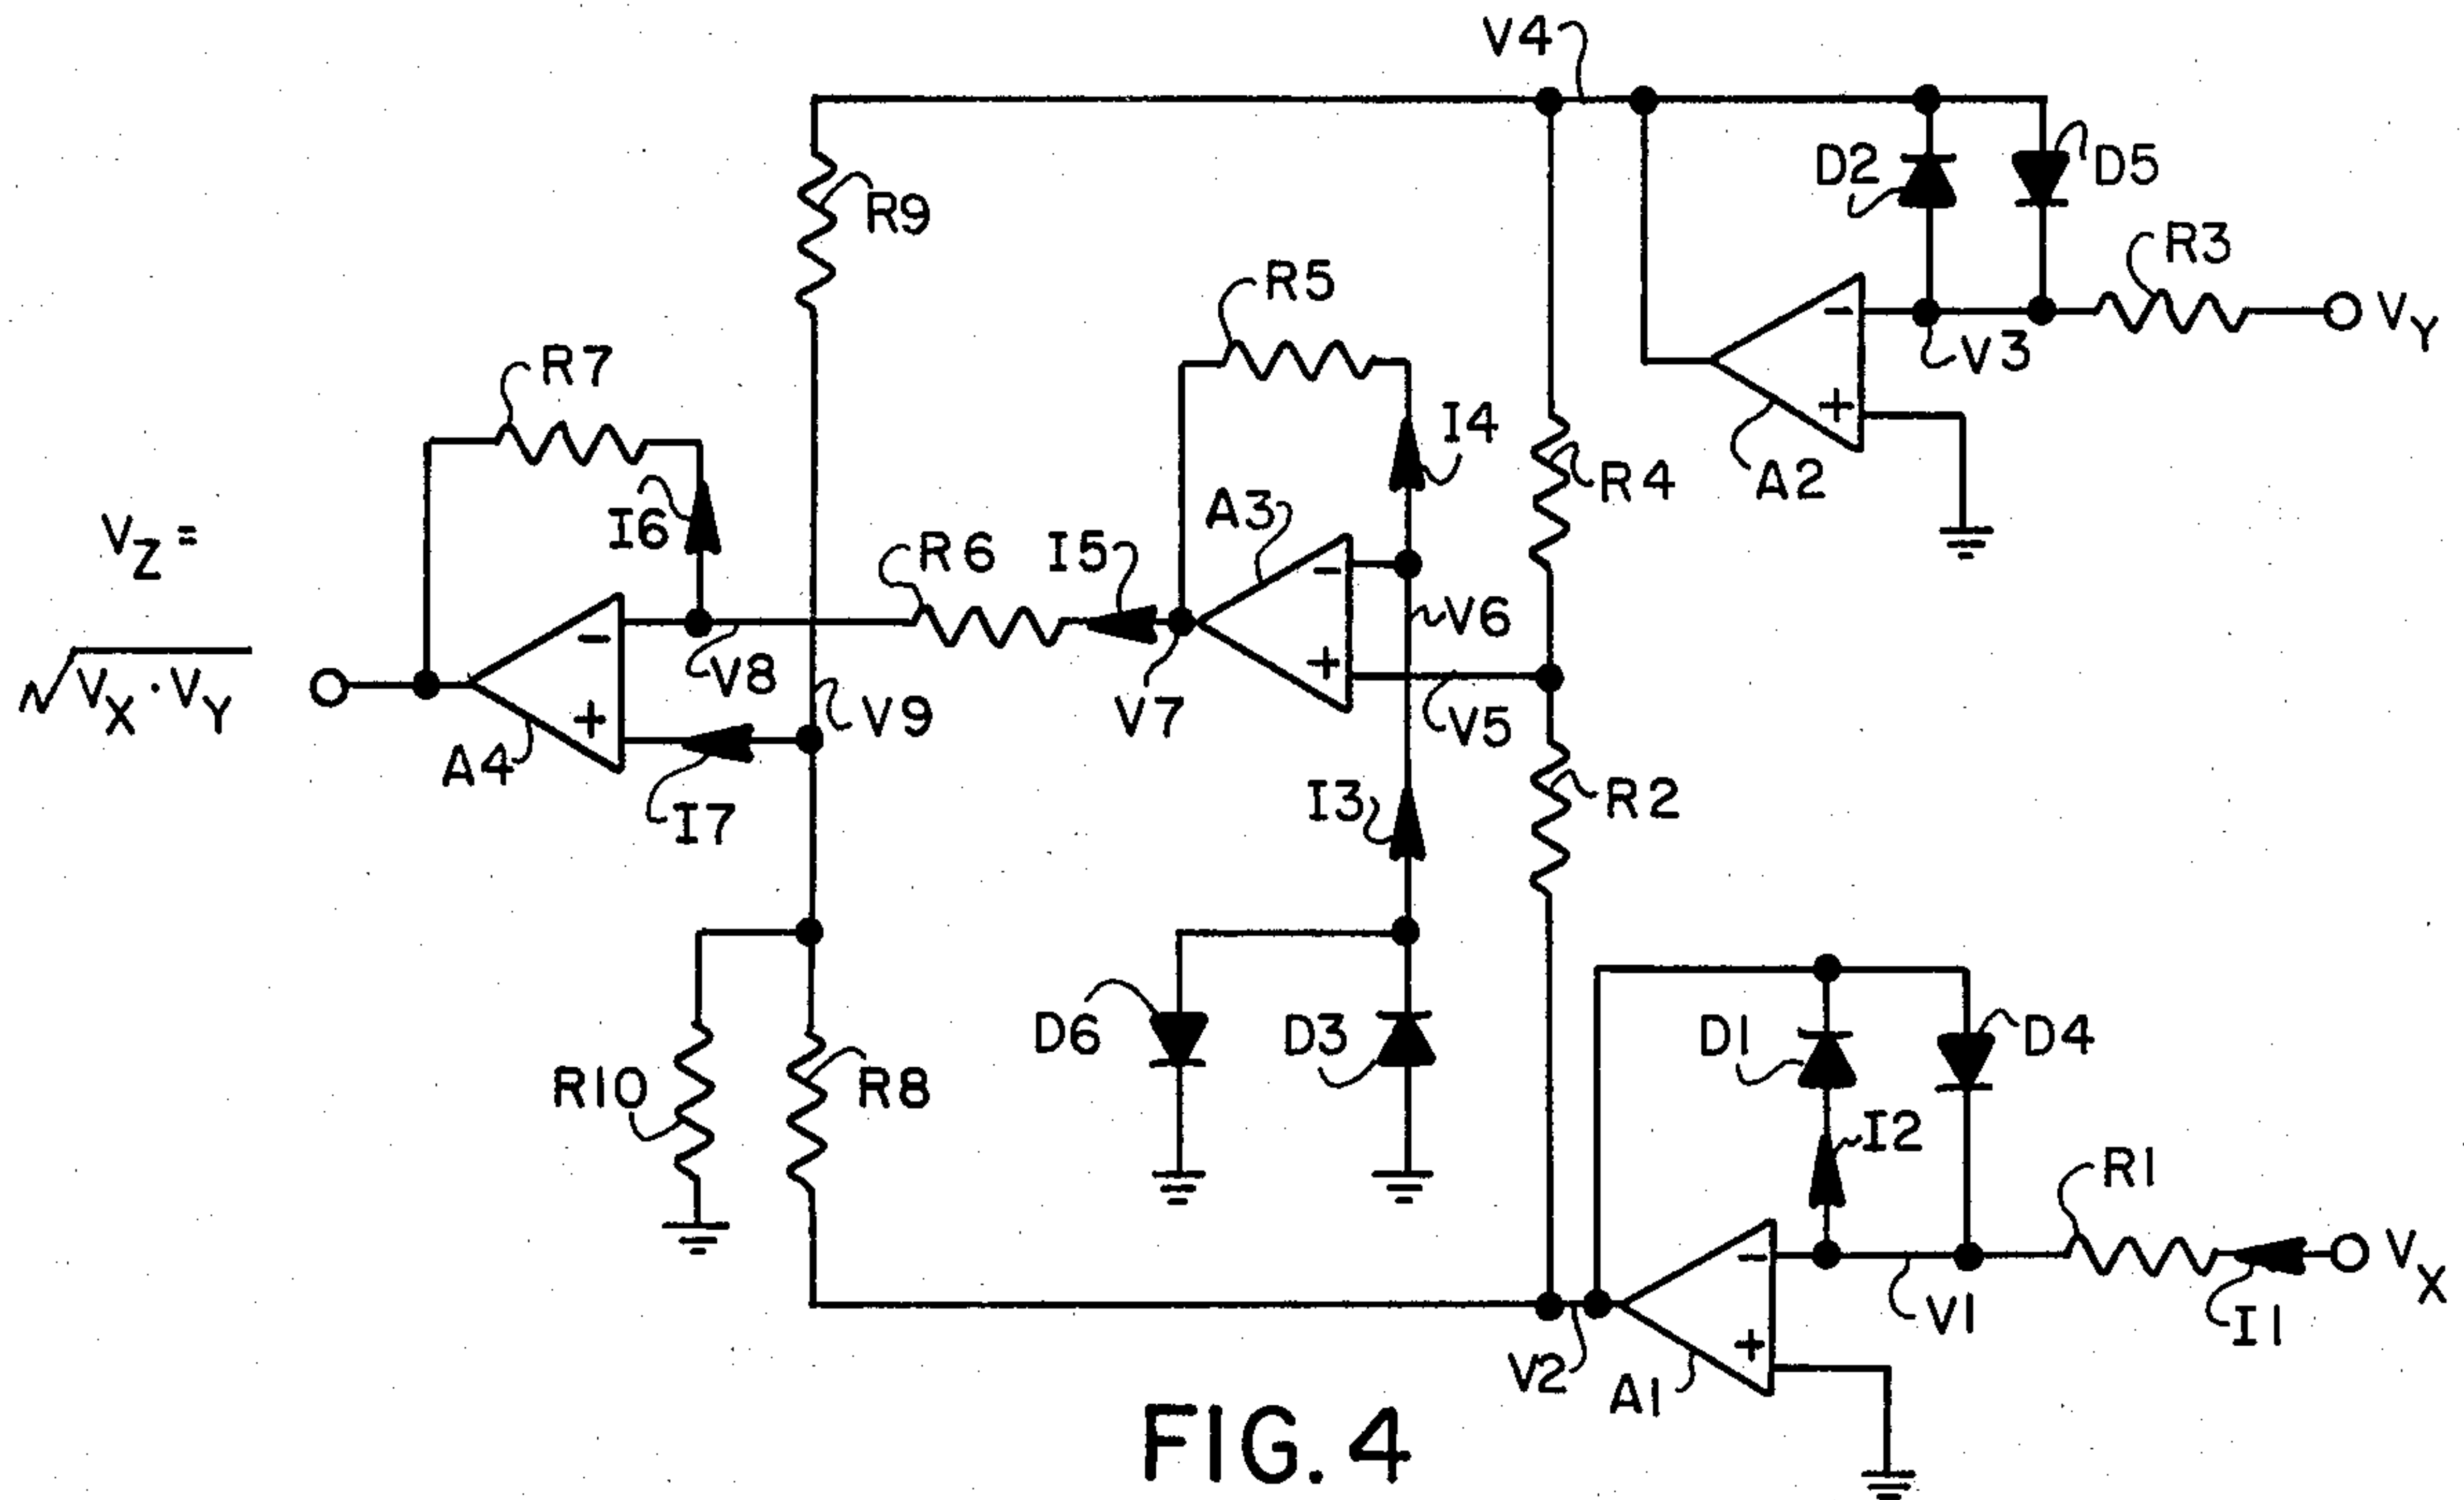 V4
D2
D5
R9
R3
VY
R5
V3
R7
I4
A3
R4
A2
I6
R6
I5
VZ =
√VX · VY
V6
V8
V9
V7
V5
A4
I7
I3
R2
D6
D3
D1
D4
R10
R8
I2
R1
VX
V1
I1
V2
A1
FIG. 4
-
+
-
+
-
+
-
+